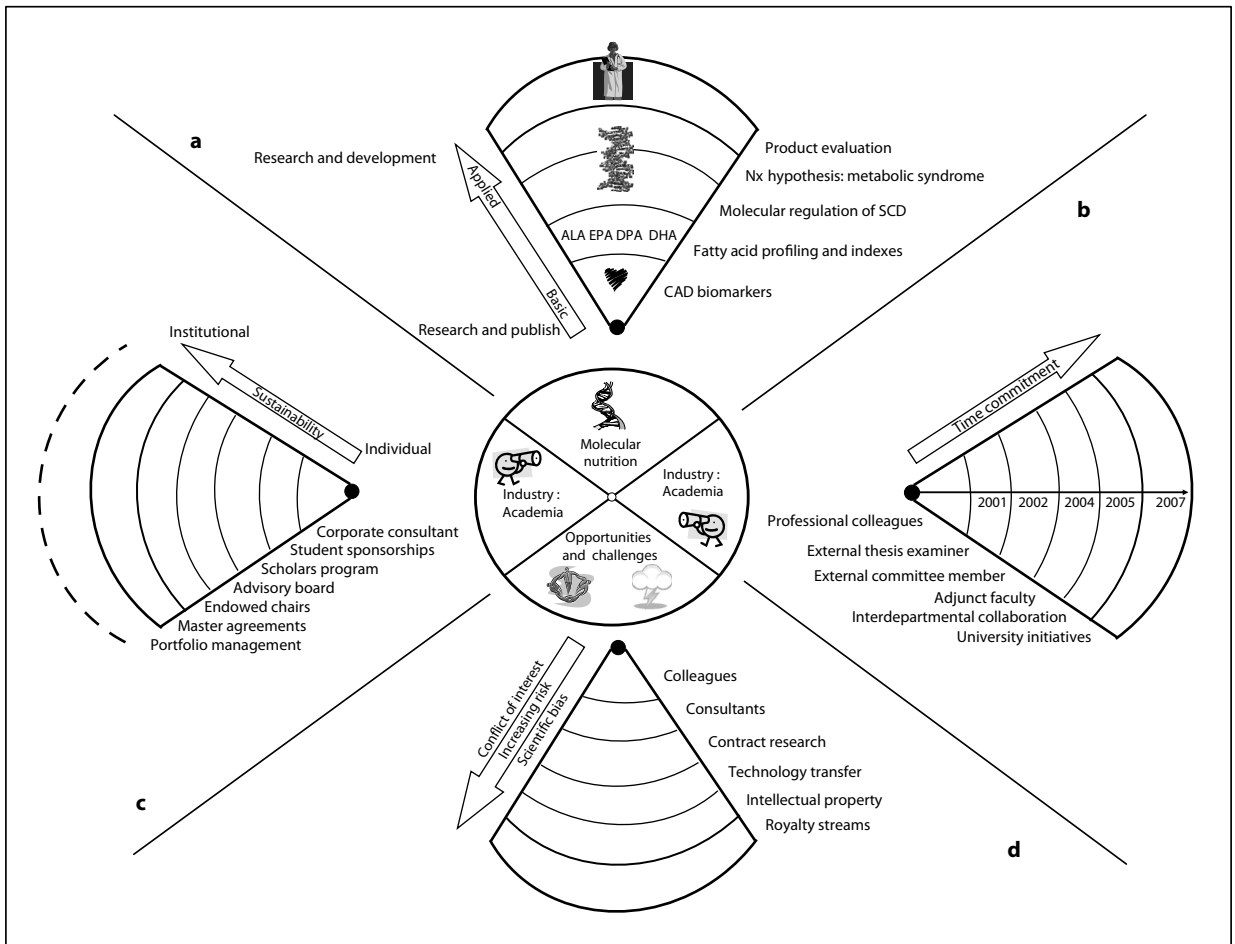 a
Research and development
Applied
Basic
Research and publish
ALA EPA DPA DHA
Product evaluation
Nx hypothesis: metabolic syndrome
Molecular regulation of SCD
Fatty acid profiling and indexes
CAD biomarkers
b
Institutional
Sustainability
Individual
Corporate consultant
Student sponsorships
Scholars program
Advisory board
Endowed chairs
Master agreements
Portfolio management
Molecular
nutrition
Industry :
Academia
Industry :
Academia
Opportunities
and challenges
Time commitment
2001 2002 2004 2005 2007
Professional colleagues
External thesis examiner
External committee member
Adjunct faculty
Interdepartmental collaboration
University initiatives
c
Conflict of interest
Increasing risk
Scientific bias
Colleagues
Consultants
Contract research
Technology transfer
Intellectual property
Royalty streams
d